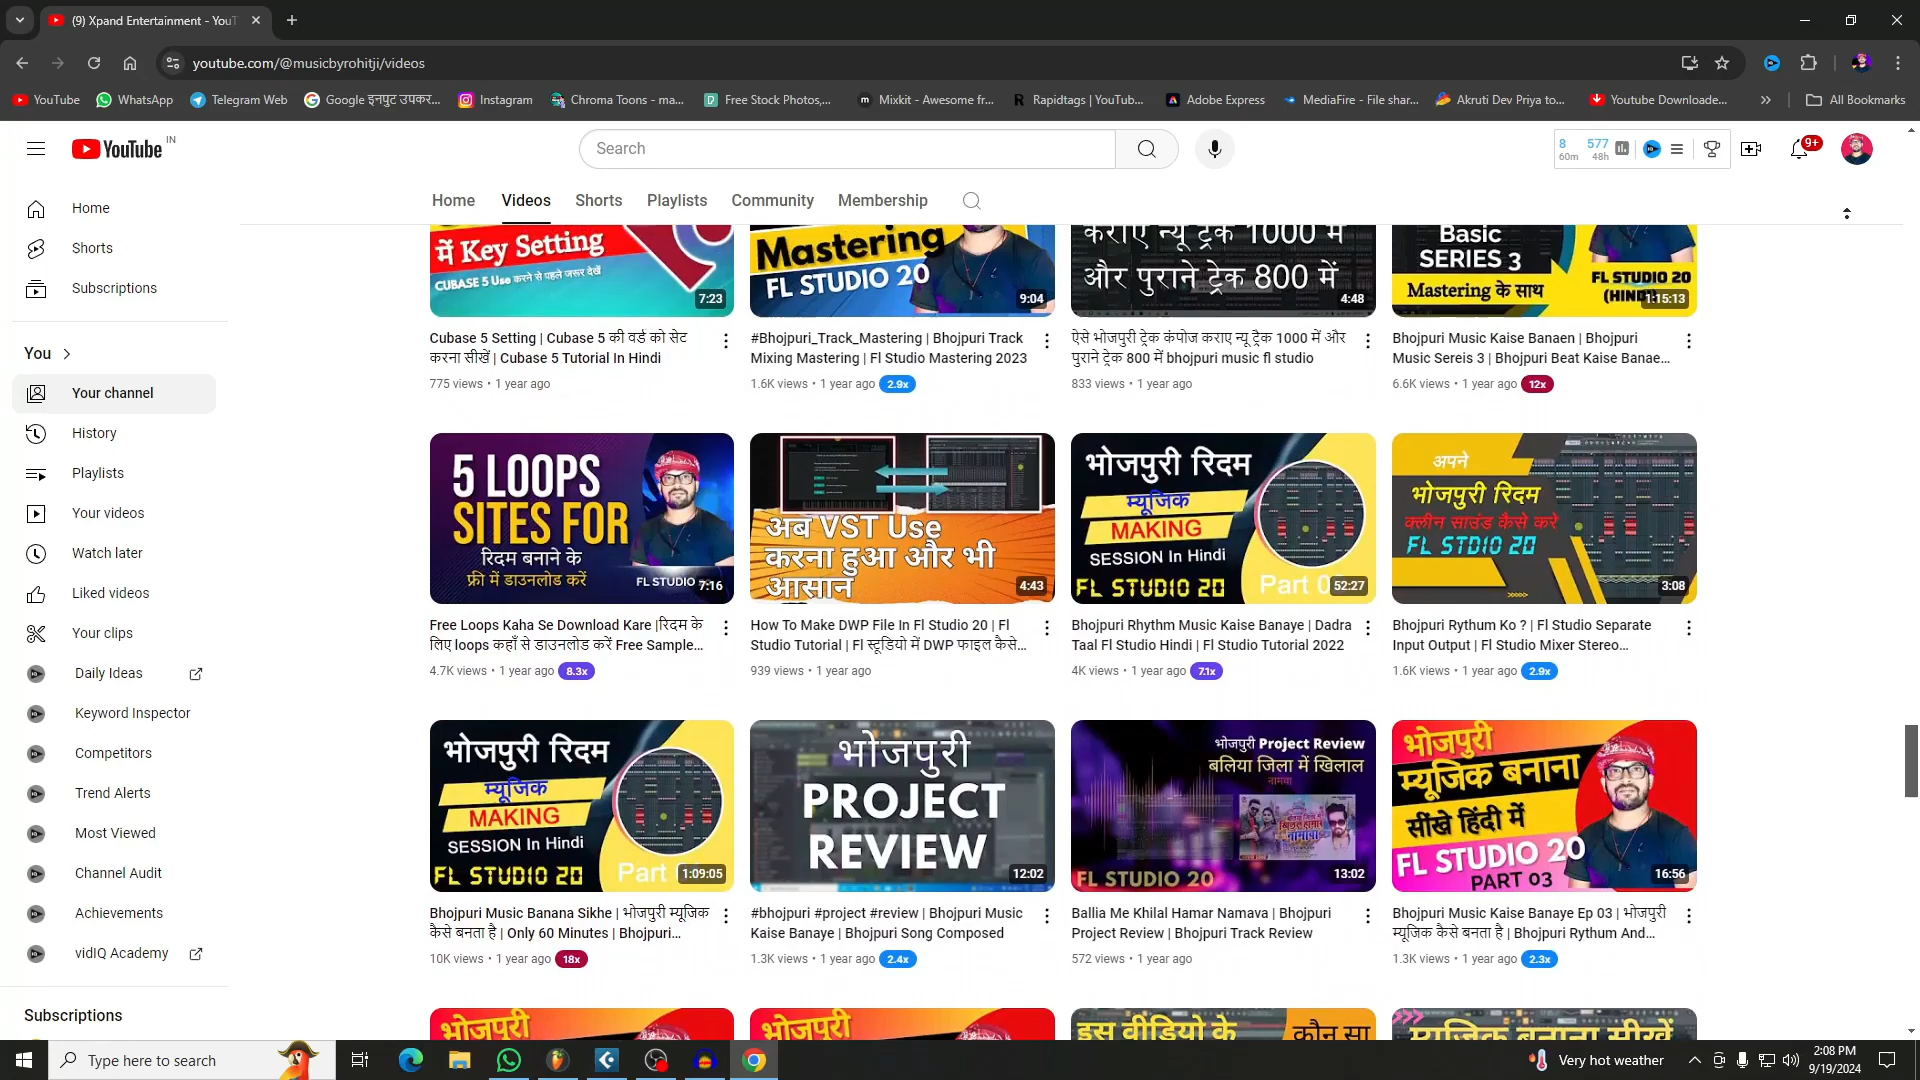 (9) Xpand Entertainment - YouT
youtube.com/@musicbyrohitji/videos
YouTube
WhatsApp
Telegram Web
Google इनपुट उपकर...
Instagram
Chroma Toons - ma...
Free Stock Photos,...
Mixkit - Awesome fr...
Rapidtags | YouTub...
Adobe Express
MediaFire - File shar...
Akruti Dev Priya to...
Youtube Downloade...
All Bookmarks
YouTube
IN
Search
8
60m
577
48h
9+
Home
Videos
Shorts
Playlists
Community
Membership
Home
Shorts
Subscriptions
You
Your channel
History
Playlists
Your videos
Watch later
Liked videos
Your clips
Daily Ideas
Keyword Inspector
Competitors
Trend Alerts
Most Viewed
Channel Audit
Achievements
vidIQ Academy
Subscriptions
में Key Setting
CUBASE 5 Use करने से पहले जरूर देखें
7:23
Cubase 5 Setting | Cubase 5 की वर्ड को सेट
करना सीखें | Cubase 5 Tutorial In Hindi
775 views • 1 year ago
Mastering
FL STUDIO 20
9:04
#Bhojpuri_Track_Mastering | Bhojpuri Track
Mixing Mastering | Fl Studio Mastering 2023
1.6K views • 1 year ago
2.9x
कराए न्यू ट्रैक 1000 में
और पुराने ट्रेक 800 में
4:48
ऐसे भोजपुरी ट्रेक कंपोज कराए न्यू ट्रैक 1000 में और
पुराने ट्रेक 800 में bhojpuri music fl studio
833 views • 1 year ago
Basic
SERIES 3
Mastering के साथ
FL STUDIO 20
(HINDI)
1:15:13
Bhojpuri Music Kaise Banaen | Bhojpuri
Music Sereis 3 | Bhojpuri Beat Kaise Banae...
6.6K views • 1 year ago
12x
5 LOOPS
SITES FOR
रिदम बनाने के
फ्री में डाउनलोड करें
FL STUDIO
7:16
Free Loops Kaha Se Download Kare |रिदम के
लिए loops कहाँ से डाउनलोड करें Free Sample...
4.7K views • 1 year ago
8.3x
अब VST Use
करना हुआ और भी
आसान
4:43
How To Make DWP File In Fl Studio 20 | Fl
Studio Tutorial | Fl स्टूडियो में DWP फाइल कैसे...
939 views • 1 year ago
भोजपुरी रिदम
म्यूजिक
MAKING
SESSION In Hindi
FL STUDIO 20
Part 0
52:27
Bhojpuri Rhythm Music Kaise Banaye | Dadra
Taal Fl Studio Hindi | Fl Studio Tutorial 2022
4K views • 1 year ago
7.1x
अपने
भोजपुरी रिदम
क्लीन साउंड कैसे करे
FL STDIO 20
3:08
Bhojpuri Rythum Ko ? | Fl Studio Separate
Input Output | Fl Studio Mixer Stereo...
1.6K views • 1 year ago
2.9x
भोजपुरी रिदम
म्यूजिक
MAKING
SESSION In Hindi
FL STUDIO 20
Part
1:09:05
Bhojpuri Music Banana Sikhe | भोजपुरी म्यूजिक
कैसे बनता है | Only 60 Minutes | Bhojpuri...
10K views • 1 year ago
18x
भोजपुरी
PROJECT
REVIEW
12:02
#bhojpuri #project #review | Bhojpuri Music
Kaise Banaye | Bhojpuri Song Composed
1.3K views • 1 year ago
2.4x
भोजपुरी Project Review
बलिया जिला में खिलाल
नामवा
FL STUDIO 20
13:02
Ballia Me Khilal Hamar Namava | Bhojpuri
Project Review | Bhojpuri Track Review
572 views • 1 year ago
भोजपुरी
म्यूजिक बनाना
सींखे हिंदी में
FL STUDIO 20
PART 03
16:56
Bhojpuri Music Kaise Banaye Ep 03 | भोजपुरी
म्यूजिक कैसे बनता है | Bhojpuri Rythum And...
1.3K views • 1 year ago
2.3x
भोजपुरी
भोजपुरी
इस वीडियो के
कौन सा
म्यूजिक बनाना सीखें
Type here to search
Very hot weather
2:08 PM
9/19/2024